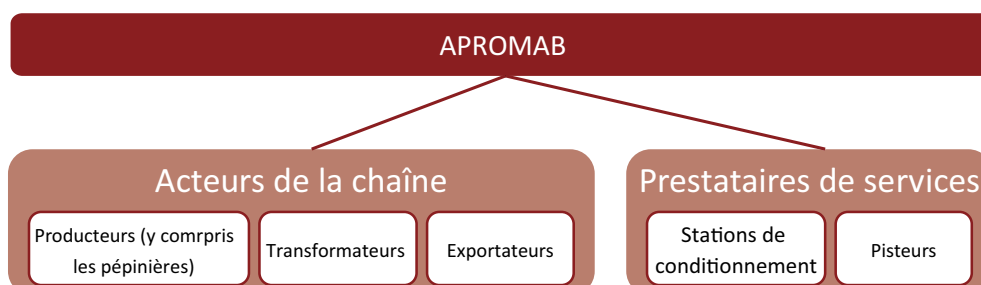 APROMAB
Acteurs de la chaîne
Producteurs (y comrpris
les pépinières)
Transformateurs
Exportateurs
Prestataires de services
Stations de
conditionnement
Pisteurs